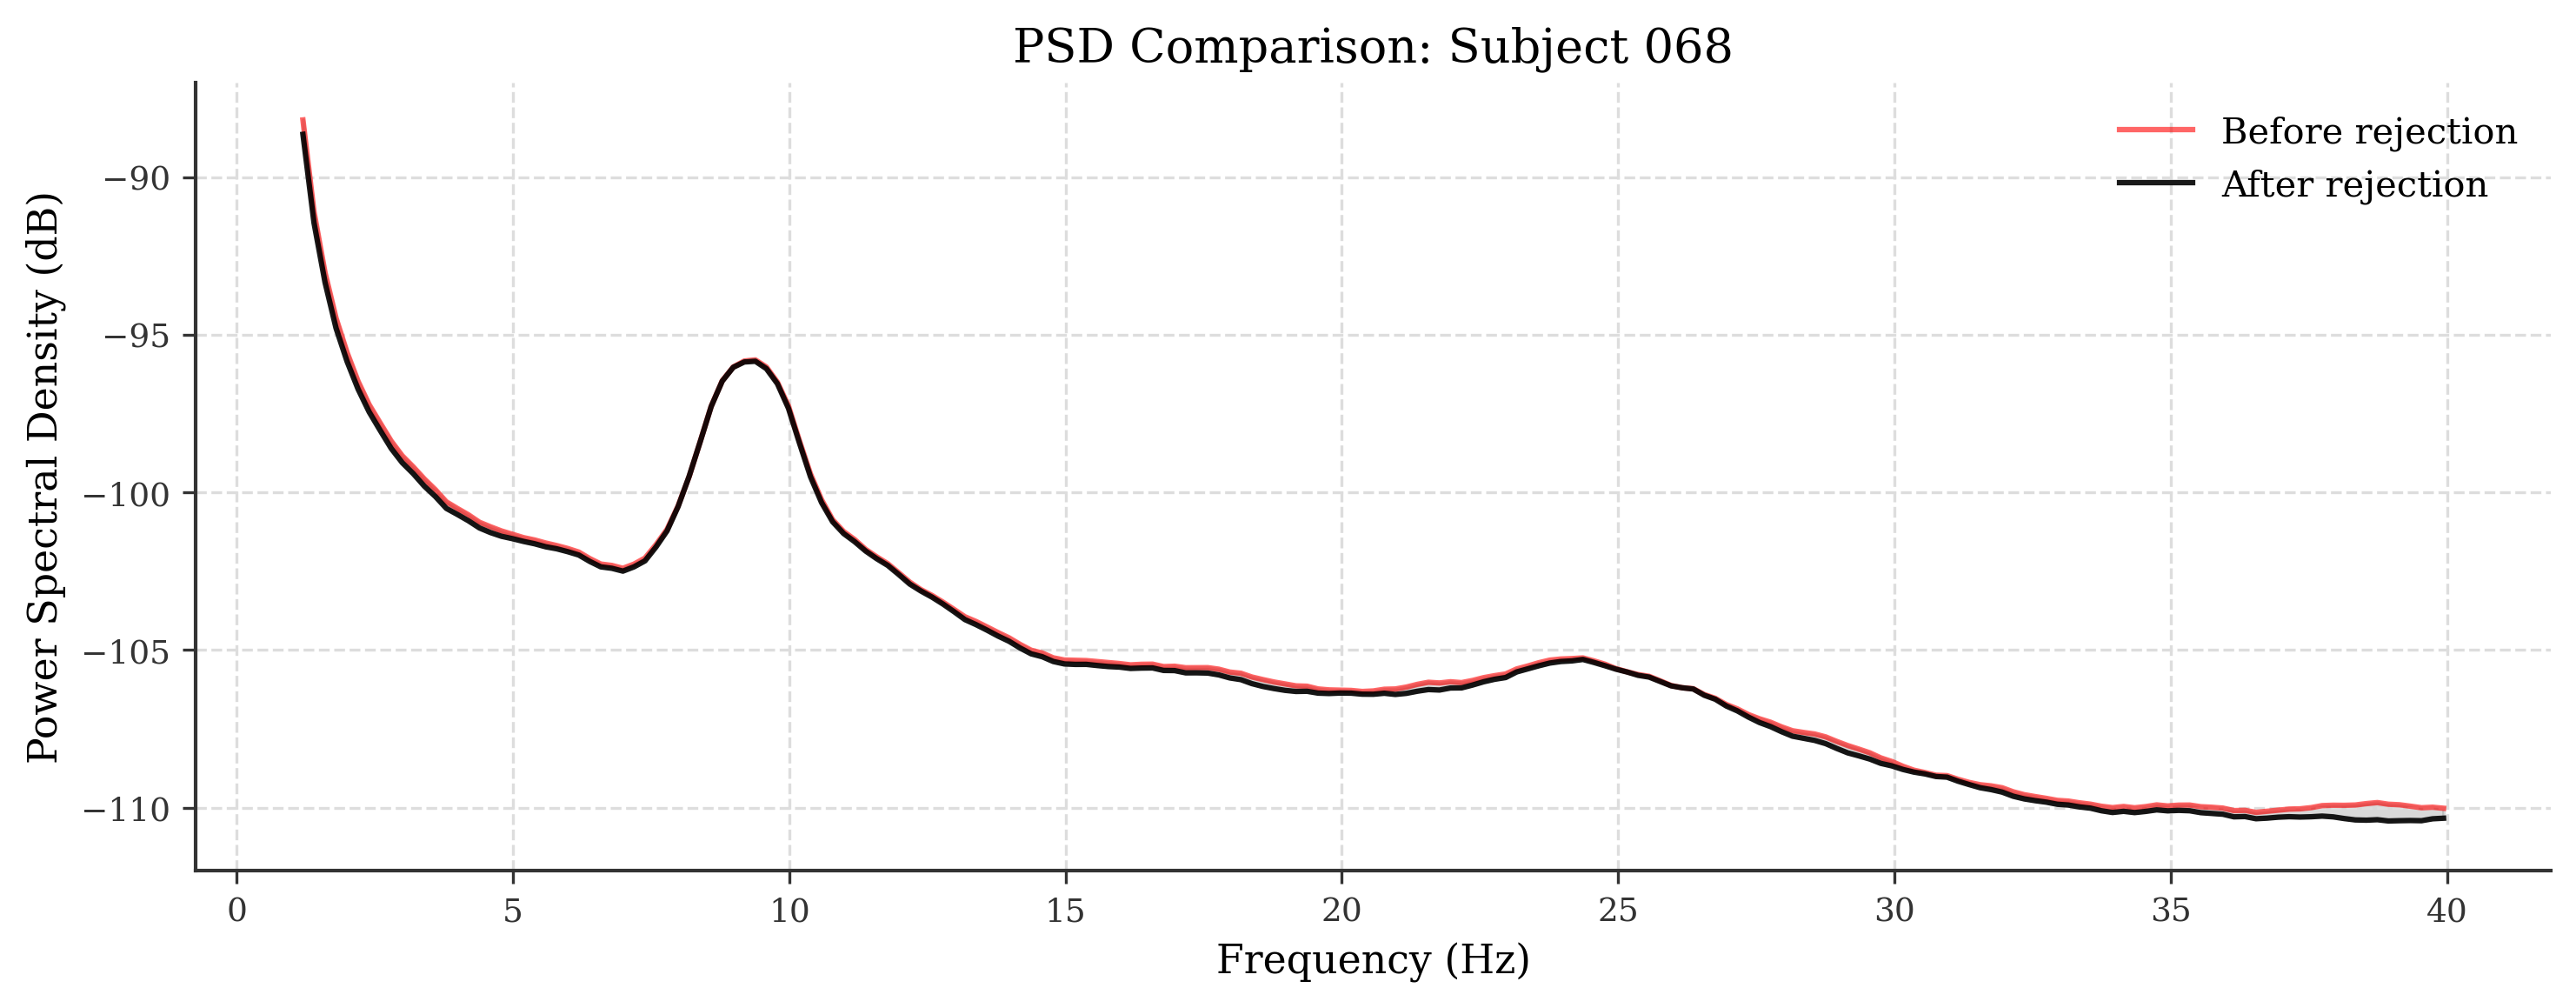 PSD Comparison: Subject 068
Before rejection
After rejection
Power Spectral Density (dB)
−90
−95
−100
−105
−110
0 5 10 15 20 25 30 35 40
Frequency (Hz)